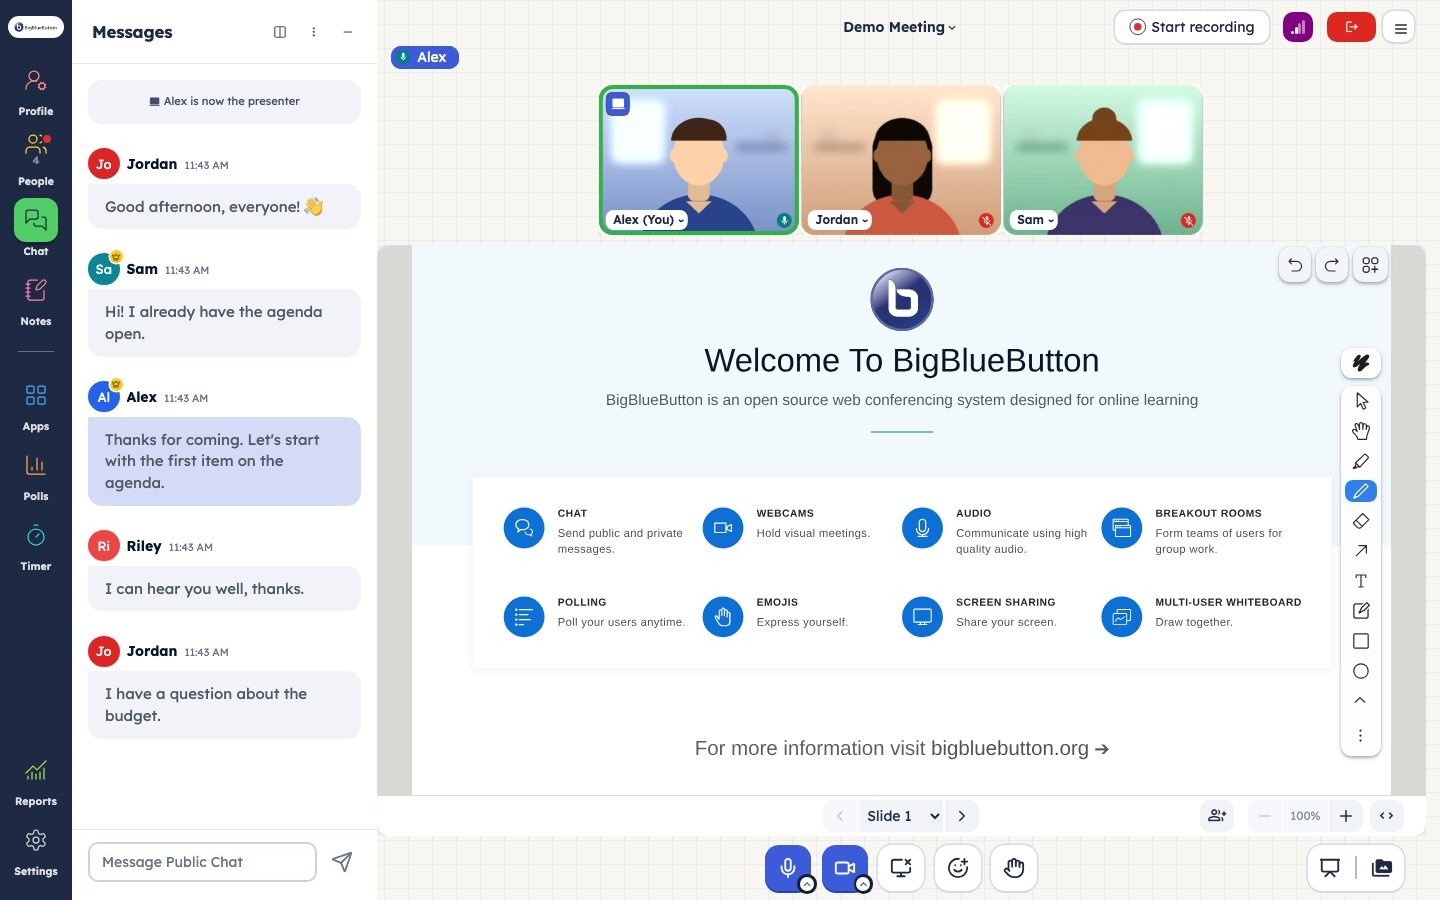 BigBlueButton
Profile
4
People
Chat
Notes
Apps
Polls
Timer
Reports
Settings
Messages
Alex is now the presenter
Jo
Jordan 11:43 AM
Good afternoon, everyone! 👋
Sa
Sam 11:43 AM
Hi! I already have the agenda
open.
Al
Alex 11:43 AM
Thanks for coming. Let's start
with the first item on the
agenda.
Ri
Riley 11:43 AM
I can hear you well, thanks.
Jo
Jordan 11:43 AM
I have a question about the
budget.
Message Public Chat
Demo Meeting
Start recording
Alex
Alex (You)
Jordan
Sam
Welcome To BigBlueButton
BigBlueButton is an open source web conferencing system designed for online learning
CHAT
Send public and private
messages.
WEBCAMS
Hold visual meetings.
AUDIO
Communicate using high
quality audio.
BREAKOUT ROOMS
Form teams of users for
group work.
POLLING
Poll your users anytime.
EMOJIS
Express yourself.
SCREEN SHARING
Share your screen.
MULTI-USER WHITEBOARD
Draw together.
For more information visit bigbluebutton.org ➔
Slide 1
100%